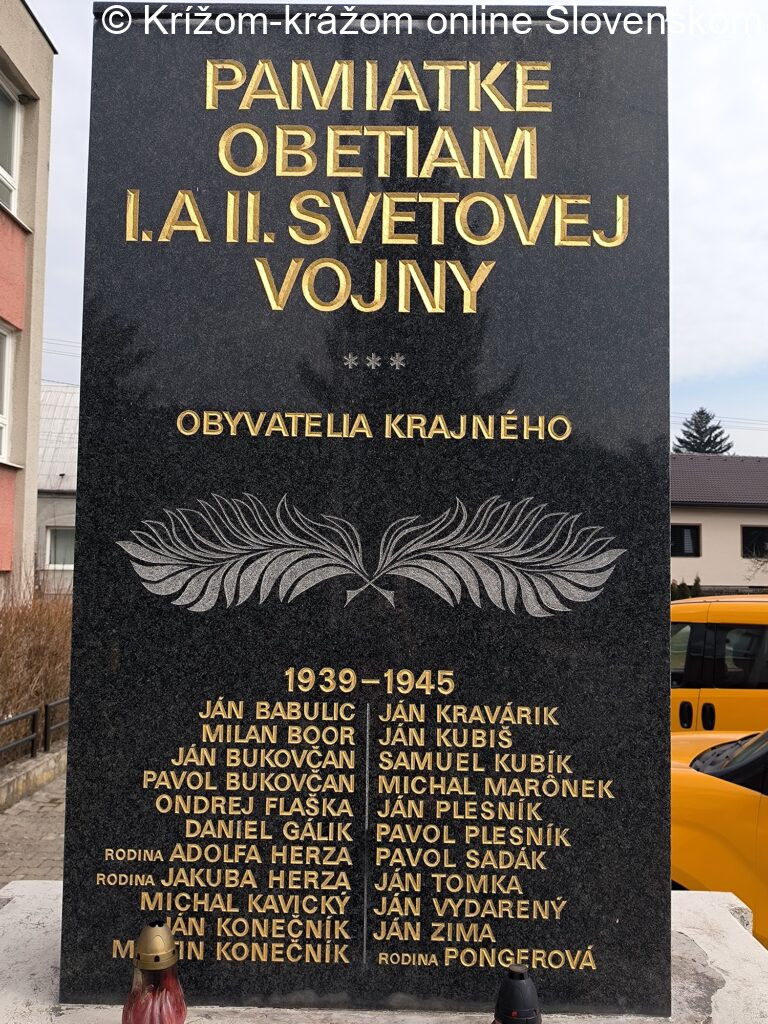 © Krížom-krážom online Slovenskom
PAMIATKE
OBETIAM
I. A II. SVETOVEJ
VOJNY
***
OBYVATELIA KRAJNÉHO
1939–1945
JÁN BABULIC
MILAN BOOR
JÁN BUKOVČAN
PAVOL BUKOVČAN
ONDREJ FLAŠKA
DANIEL GÁLIK
RODINA ADOLFA HERZA
RODINA JAKUBA HERZA
MICHAL KAVICKÝ
JÁN KONEČNÍK
KONEČNÍK
JÁN KRAVÁRIK
JÁN KUBIŠ
SAMUEL KUBÍK
MICHAL MARÔNEK
JÁN PLESNÍK
PAVOL PLESNÍK
PAVOL SADÁK
JÁN TOMKA
JÁN VYDARENÝ
JÁN ZIMA
RODINA PONGEROVÁ